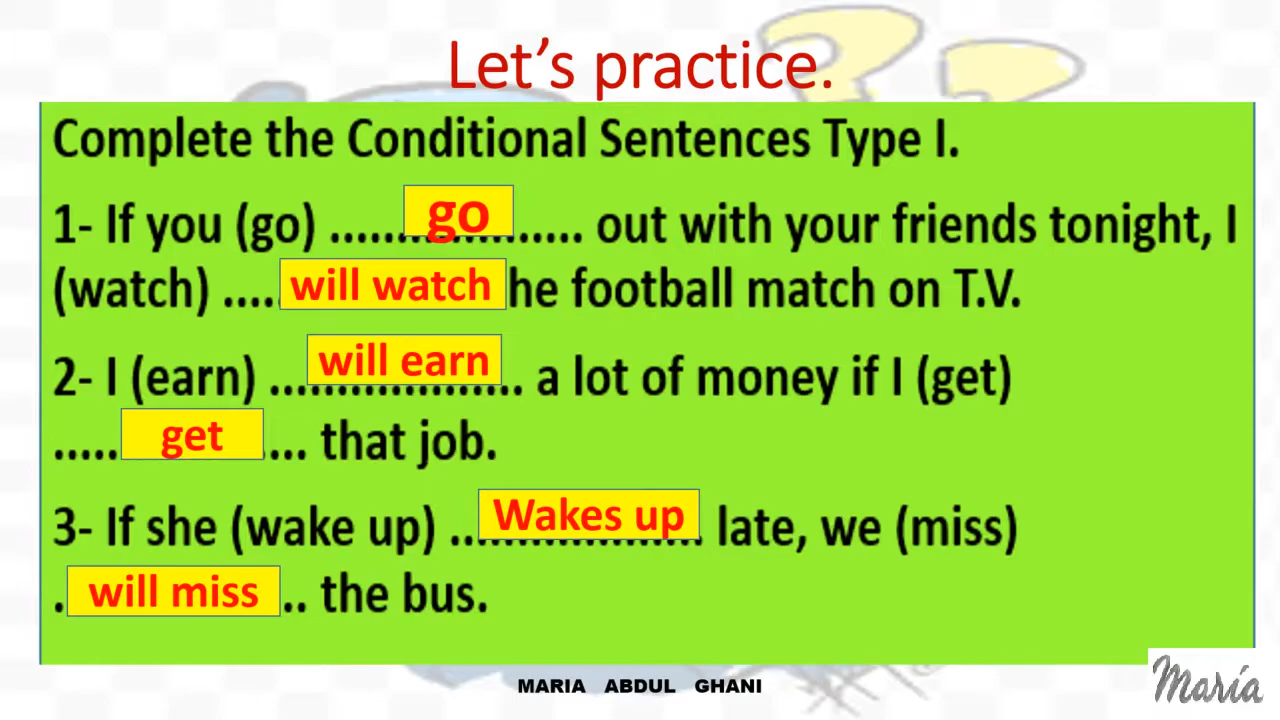 Let's practice.
Complete the Conditional Sentences Type I.
1- If you (go) ......go...... out with your friends tonight, I
(watch) ..... will watch he football match on T.V.
2- I (earn) ......will earn...... a lot of money if I (get)
..... get ... that job.
3- If she (wake up) ..Wakes up.. late, we (miss)
. will miss .. the bus.
MARIA ABDUL GHANI
María